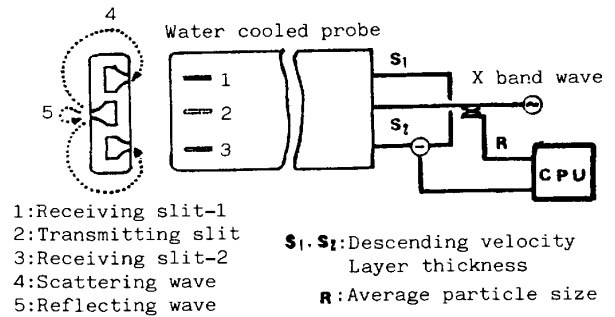 4
Water cooled probe
S1
X band wave
1
5
2
S2
3
R
CPU
1:Receiving slit-1
2:Transmitting slit
3:Receiving slit-2
4:Scattering wave
5:Reflecting wave
S1, S2:Descending velocity
Layer thickness
R:Average particle size